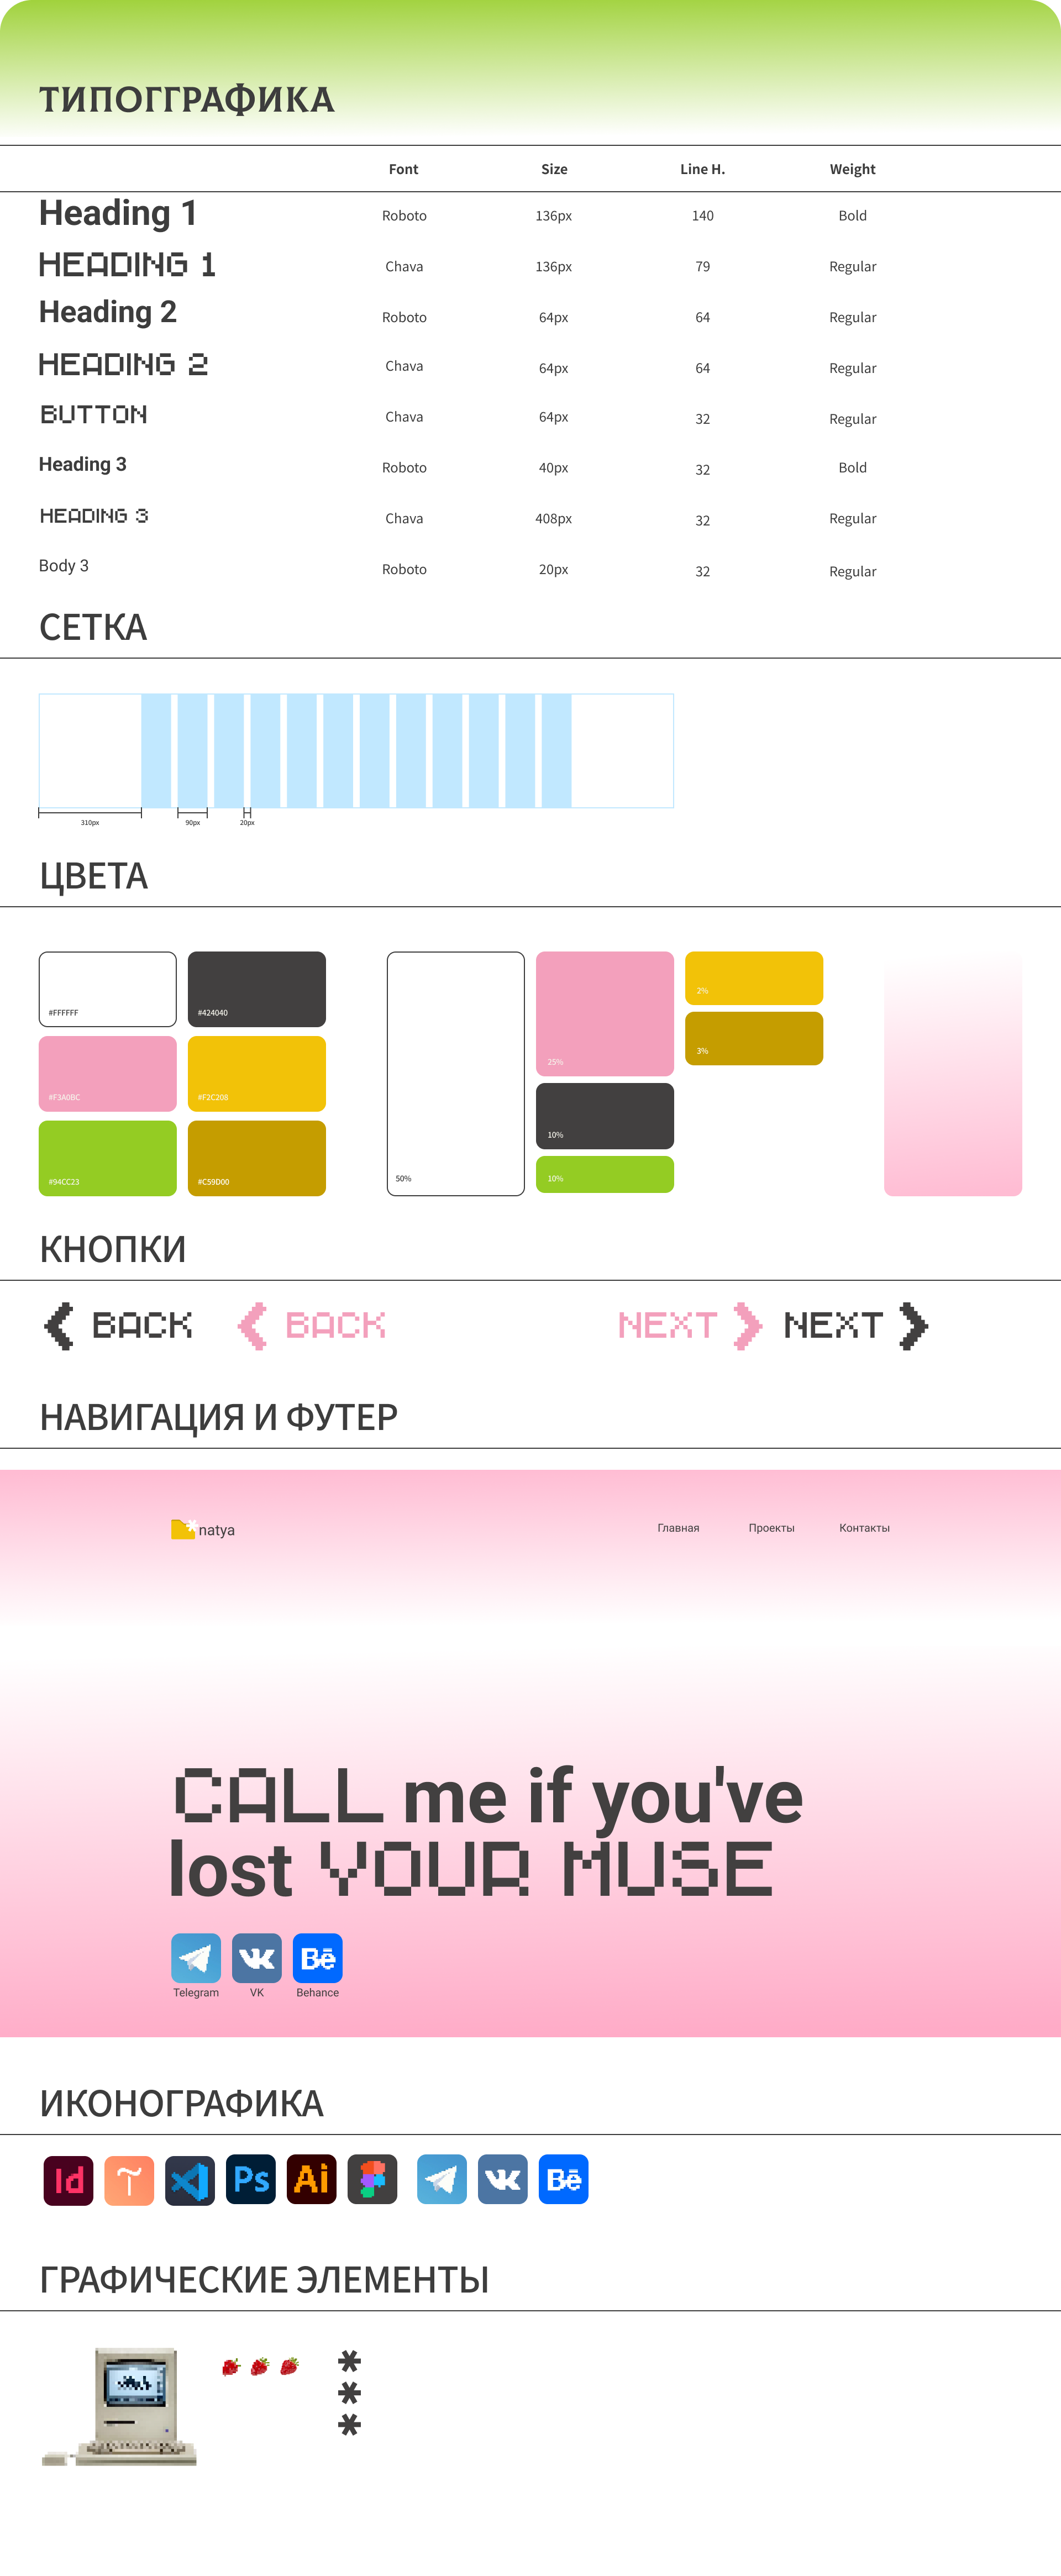 ТИПОГГРАФИКА
Font Size Line H. Weight
Heading 1 Roboto 136px 140 Bold
HEADING 1 Chava 136px 79 Regular
Heading 2 Roboto 64px 64 Regular
HEADING 2 Chava 64px 64 Regular
BUTTON Chava 64px 32 Regular
Heading 3 Roboto 40px 32 Bold
HEADING 3 Chava 408px 32 Regular
Body 3 Roboto 20px 32 Regular
СЕТКА
310px 90px 20px
ЦВЕТА
#FFFFFF #424040
#F3A0BC #F2C208
#94CC23 #C59D00
50%
25%
10%
10%
2%
3%
КНОПКИ
BACK BACK NEXT NEXT
НАВИГАЦИЯ И ФУТЕР
natya Главная Проекты Контакты
CALL me if you've
lost YOUR MUSE
Bē
Telegram VK Behance
ИКОНОГРАФИКА
Id Ps Ai Bē
ГРАФИЧЕСКИЕ ЭЛЕМЕНТЫ